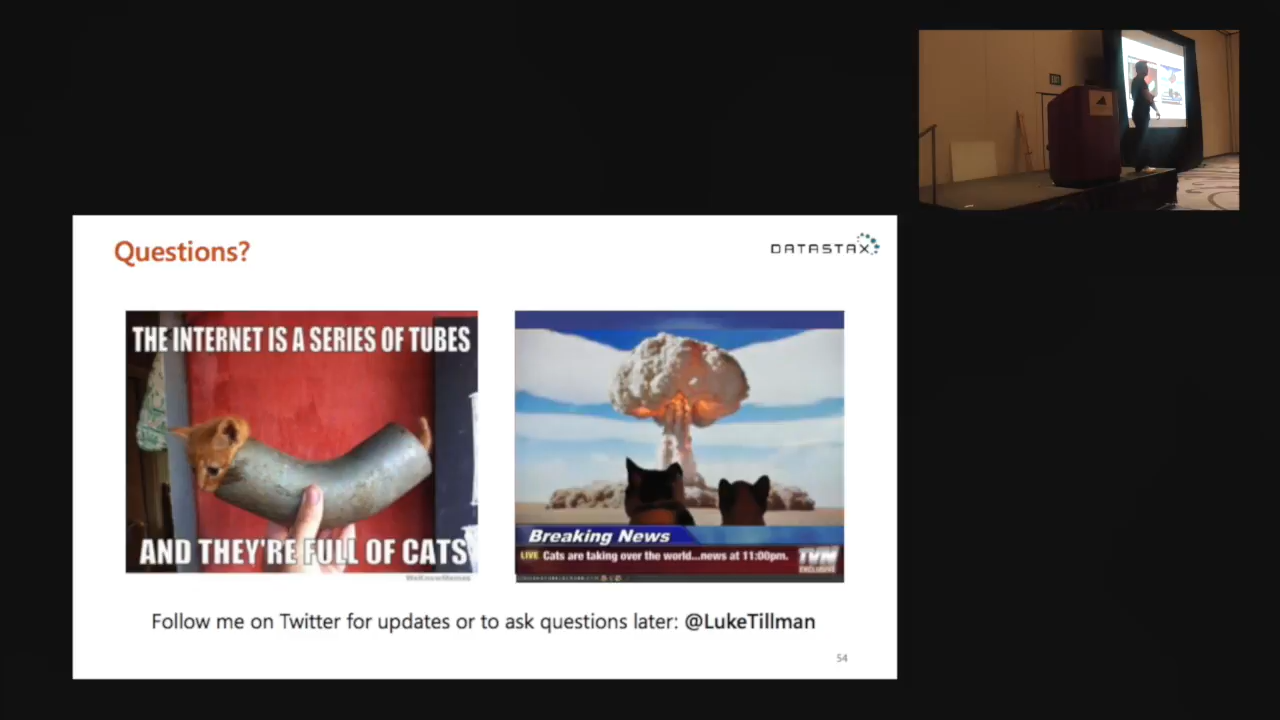 Questions?
DATASTAX
THE INTERNET IS A SERIES OF TUBES
AND THEY'RE FULL OF CATS
WeKnowMemes
Breaking News
LIVE Cats are taking over the world...news at 11:00pm.
TVN
EXCLUSIVE
Follow me on Twitter for updates or to ask questions later: @LukeTillman
54